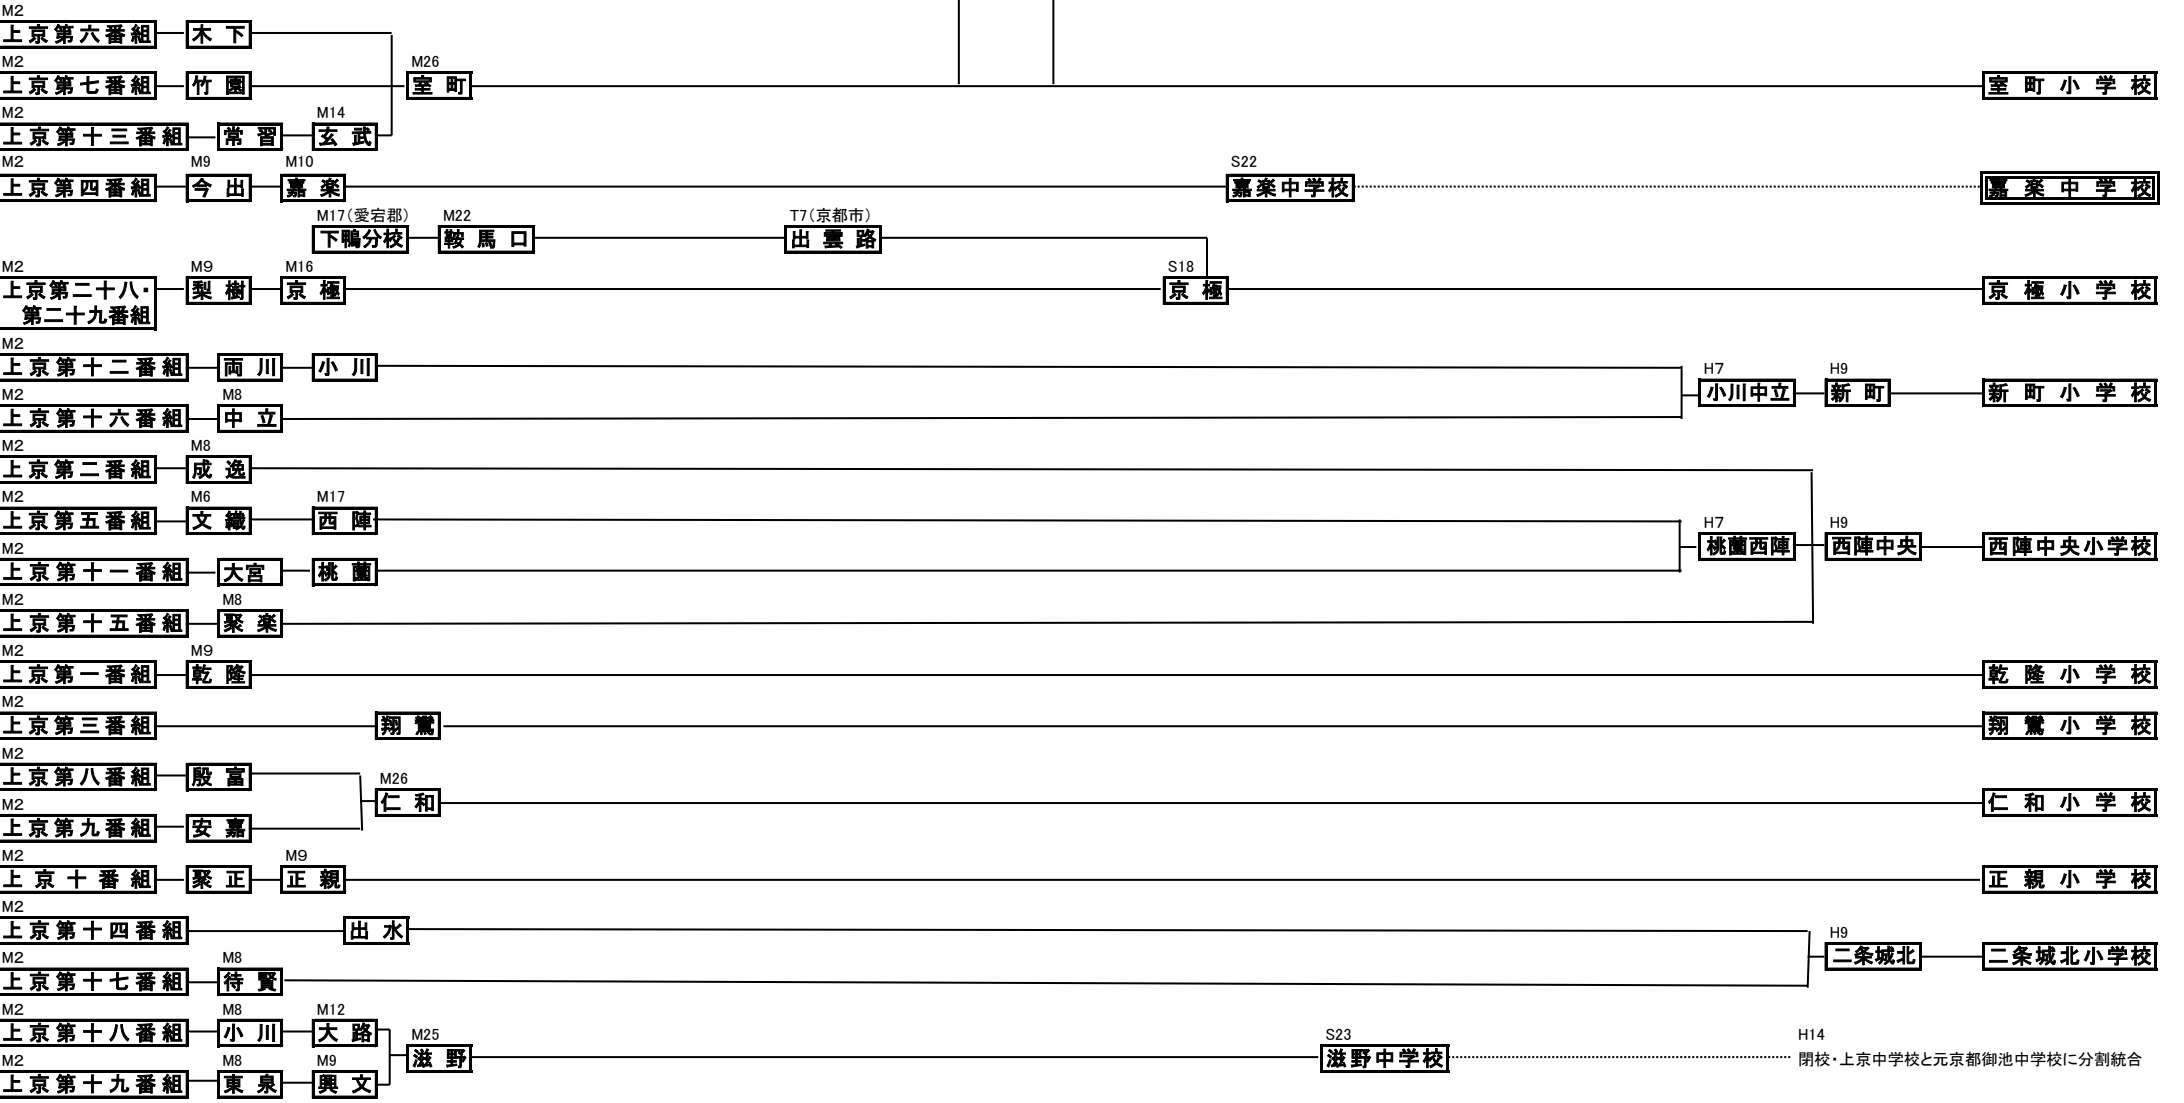 M2
上京第六番組 木下
M2 M26
上京第七番組 竹園 室町 室町小学校
M2 M14
上京第十三番組 常習 玄武
M2 M9 M10 S22
上京第四番組 今出 嘉楽 嘉楽中学校 嘉楽中学校
M17(愛宕郡) M22 T7(京都市)
下鴨分校 鞍馬口 出雲路
M2 M9 M16 S18
上京第二十八・ 梨樹 京極 京極 京極小学校
第二十九番組
M2
上京第十二番組 両川 小川
H7 H9
小川中立 新町 新町小学校
M2 M8
上京第十六番組 中立
M2 M8
上京第二番組 成逸
M2 M6 M17
上京第五番組 文織 西陣
H7 H9
桃薗西陣 西陣中央 西陣中央小学校
M2
上京第十一番組 大宮 桃薗
M2 M8
上京第十五番組 聚楽
M2 M9
上京第一番組 乾隆 乾隆小学校
M2
上京第三番組 翔鸞 翔鸞小学校
M2
上京第八番組 殷富
M26
仁和 仁和小学校
M2
上京第九番組 安嘉
M2 M9
上京十番組 聚正 正親 正親小学校
M2
上京第十四番組 出水
H9
二条城北 二条城北小学校
M2 M8
上京第十七番組 待賢
M2 M8 M12
上京第十八番組 小川 大路
M25 S23 H14
滋野 滋野中学校 閉校・上京中学校と元京都御池中学校に分割統合
M2 M8 M9
上京第十九番組 東泉 興文